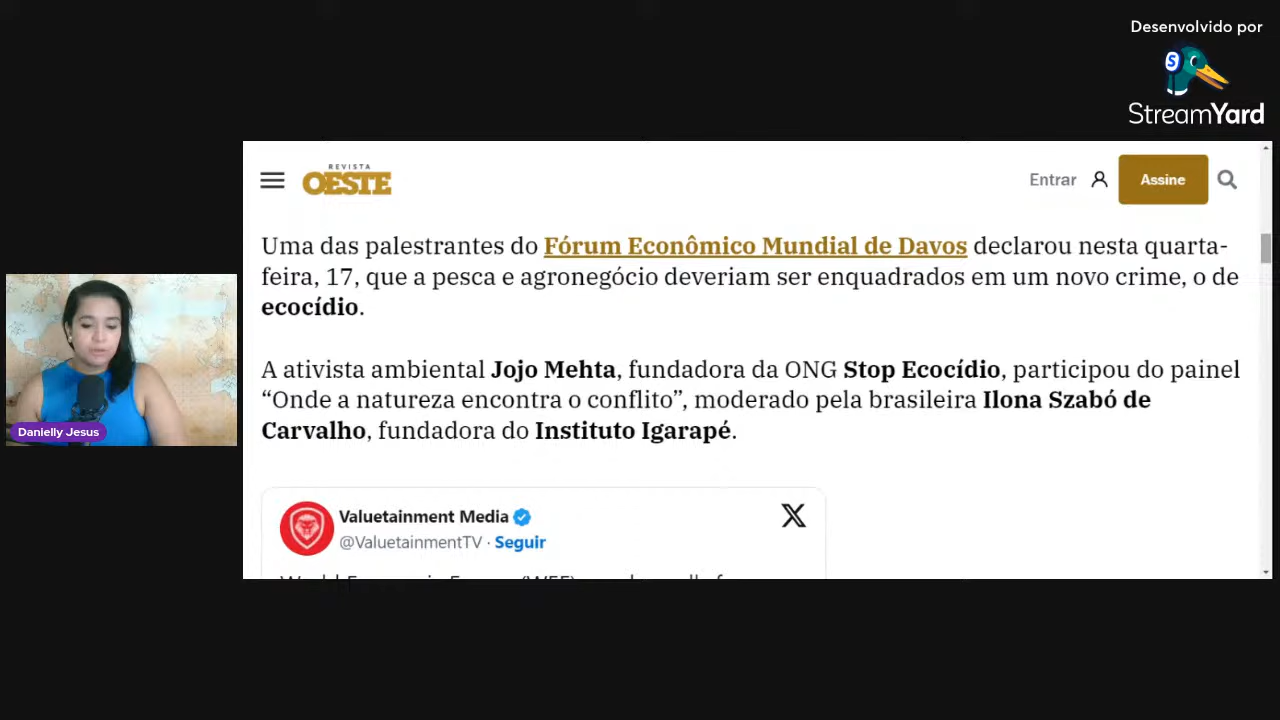 Desenvolvido por
StreamYard
REVISTA
OESTE
Entrar
Assine
Uma das palestrantes do Fórum Econômico Mundial de Davos declarou nesta quarta-
feira, 17, que a pesca e agronegócio deveriam ser enquadrados em um novo crime, o de
ecocídio.
A ativista ambiental Jojo Mehta, fundadora da ONG Stop Ecocídio, participou do painel
“Onde a natureza encontra o conflito”, moderado pela brasileira Ilona Szabó de
Carvalho, fundadora do Instituto Igarapé.
Danielly Jesus
Valuetainment Media
@ValuetainmentTV · Seguir